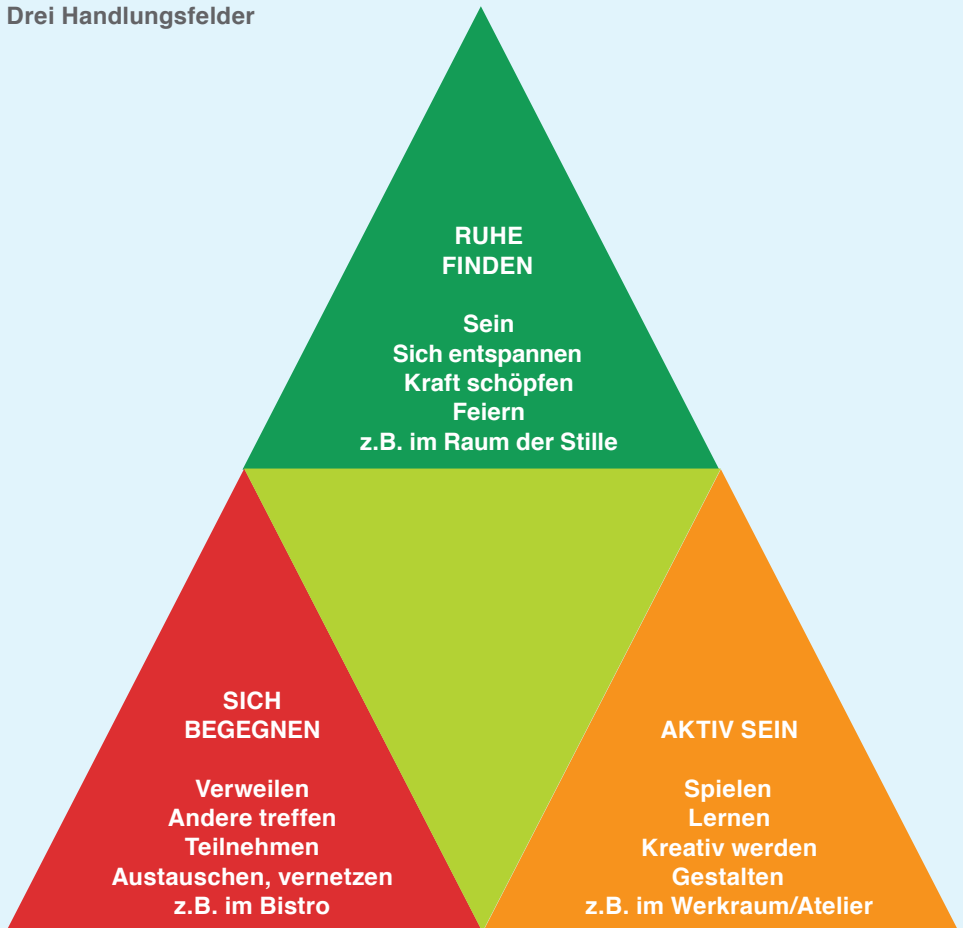 Drei Handlungsfelder
RUHE
FINDEN
Sein
Sich entspannen
Kraft schöpfen
Feiern
z.B. im Raum der Stille
SICH
BEGEGNEN
Verweilen
Andere treffen
Teilnehmen
Austauschen, vernetzen
z.B. im Bistro
AKTIV SEIN
Spielen
Lernen
Kreativ werden
Gestalten
z.B. im Werkraum/Atelier